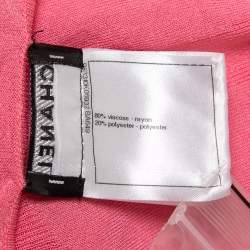 CHANEL
80% viscose - rayon
20% polyester - polyester